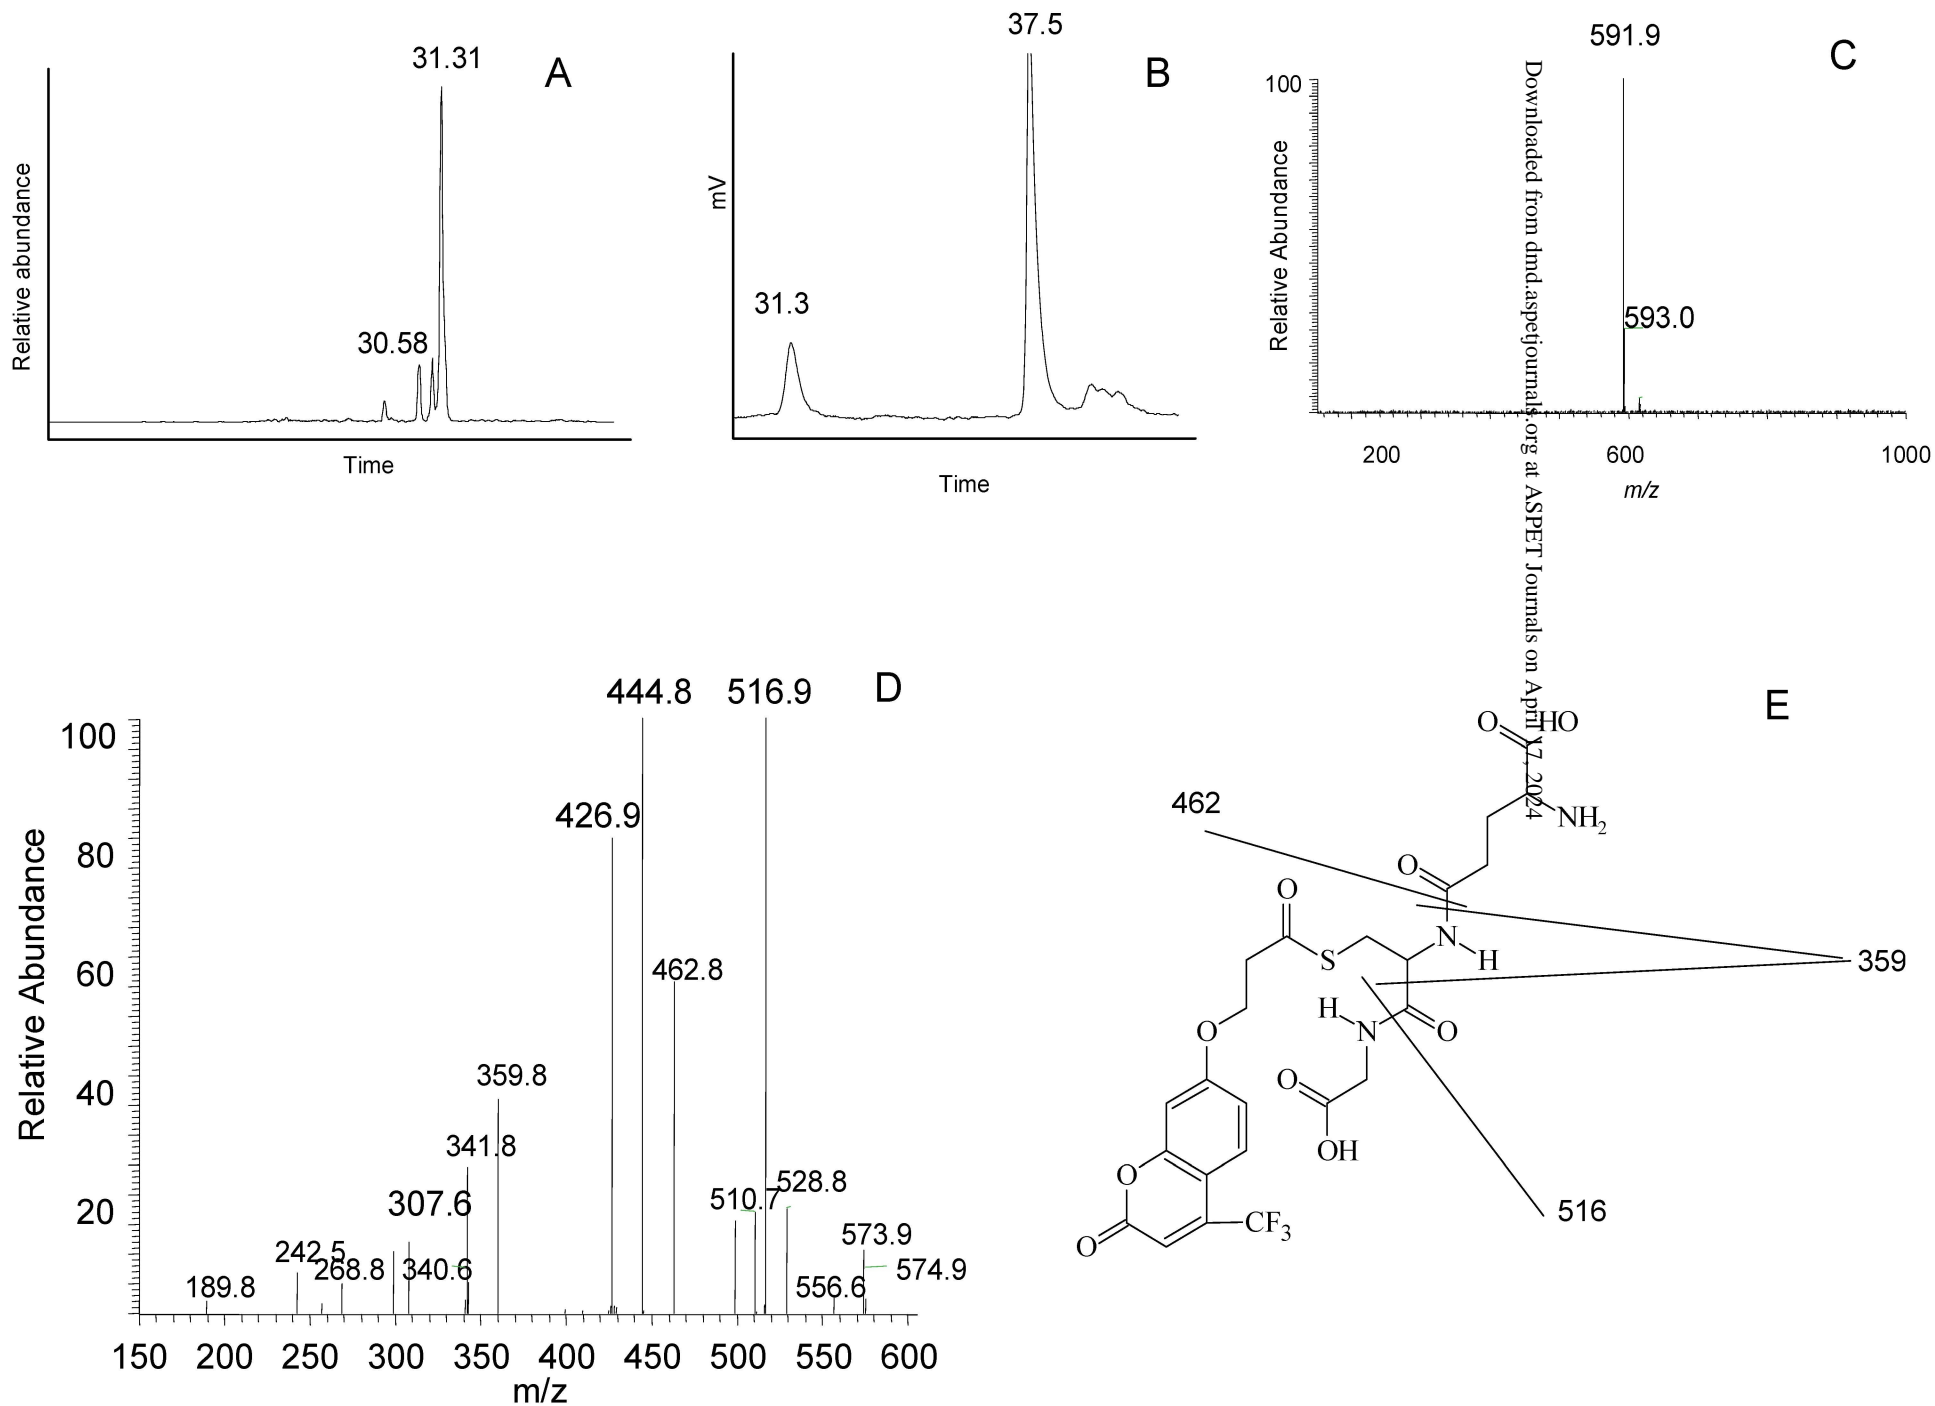 31.31
A
30.58
Relative abundance
Time
37.5
B
mV
31.3
Time
591.9
C
100
Relative Abundance
593.0
200
600
1000
m/z
Downloaded from dmd.aspetjournals.org at ASPET Journals on April 17, 2024
444.8
516.9
D
100
426.9
80
Relative Abundance
462.8
60
359.8
40
341.8
307.6
510.7
528.8
20
573.9
242.5
268.8
340.6
574.9
189.8
556.6
150 200 250 300 350 400 450 500 550 600
m/z
E
O
HO
462
NH2
O
O
N
S
H
359
H
N
O
O
O
OH
O
516
CF3
O